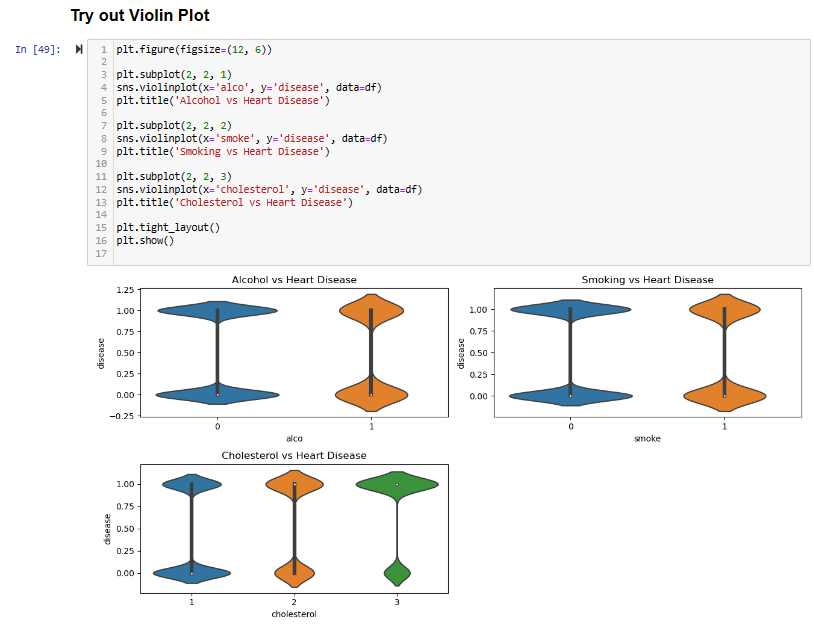 Try out Violin Plot
In [49]:
1 plt.figure(figsize=(12, 6))
2
3 plt.subplot(2, 2, 1)
4 sns.violinplot(x='alco', y='disease', data=df)
5 plt.title('Alcohol vs Heart Disease')
6
7 plt.subplot(2, 2, 2)
8 sns.violinplot(x='smoke', y='disease', data=df)
9 plt.title('Smoking vs Heart Disease')
10
11 plt.subplot(2, 2, 3)
12 sns.violinplot(x='cholesterol', y='disease', data=df)
13 plt.title('Cholesterol vs Heart Disease')
14
15 plt.tight_layout()
16 plt.show()
17
Alcohol vs Heart Disease
1.25
1.00
0.75
0.50
0.25
0.00
−0.25
disease
0 1
alco
Smoking vs Heart Disease
1.00
0.75
0.50
0.25
0.00
disease
0 1
smoke
Cholesterol vs Heart Disease
1.00
0.75
0.50
0.25
0.00
disease
1 2 3
cholesterol